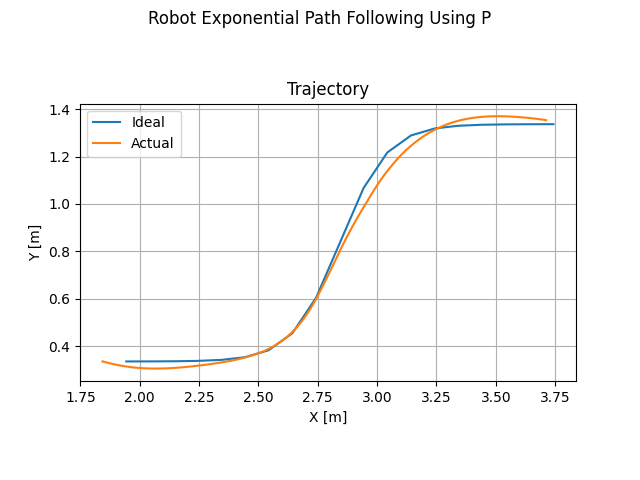 Robot Exponential Path Following Using P
Trajectory
Ideal
Actual
Y [m]
1.4
1.2
1.0
0.8
0.6
0.4
1.75 2.00 2.25 2.50 2.75 3.00 3.25 3.50 3.75
X [m]